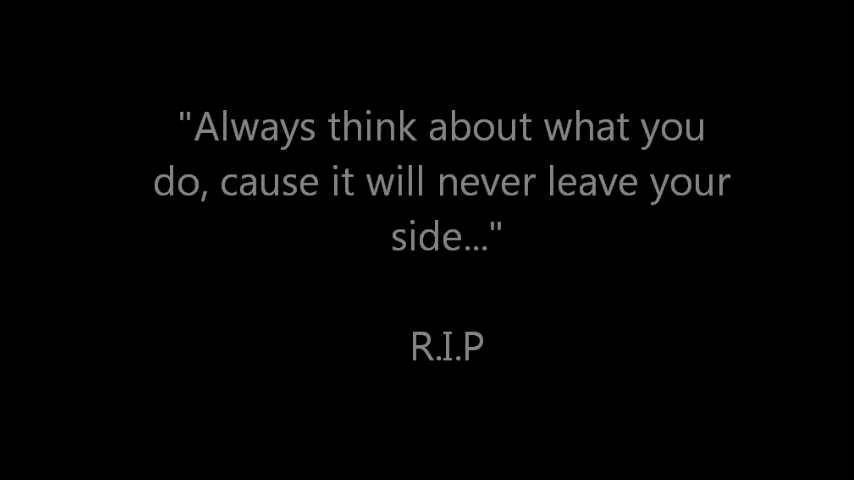 "Always think about what you
do, cause it will never leave your
side..."
R.I.P